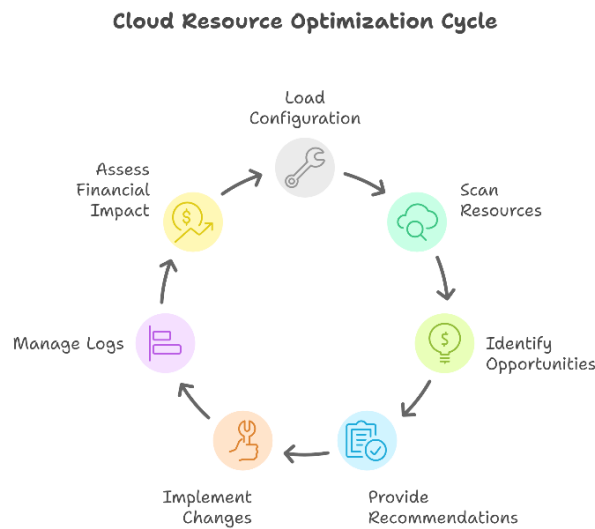 Cloud Resource Optimization Cycle
Load
Configuration
Scan
Resources
Identify
Opportunities
Provide
Recommendations
Implement
Changes
Manage Logs
Assess
Financial
Impact
$
$